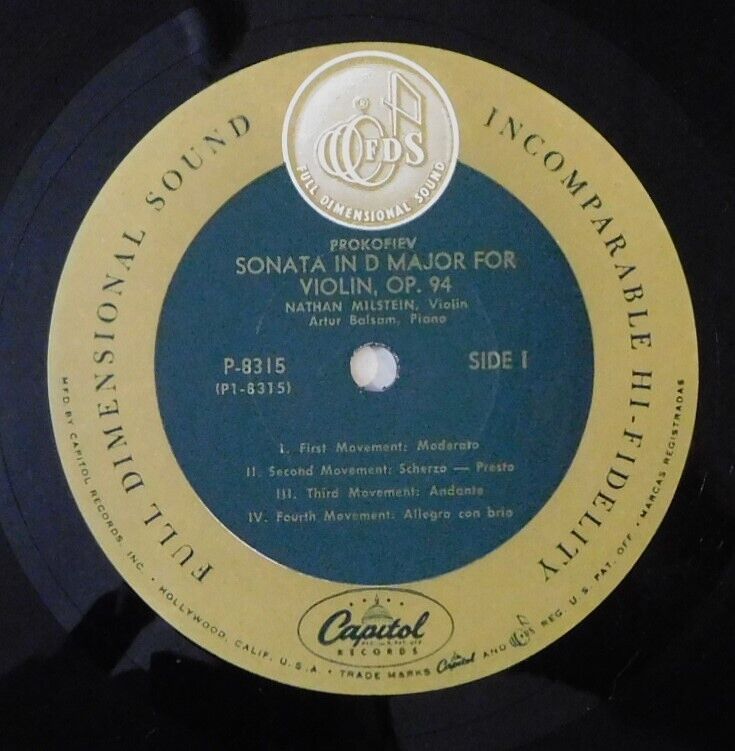 FULL DIMENSIONAL SOUND
INCOMPARABLE HI-FIDELITY
®
FDS
FULL DIMENSIONAL SOUND
PROKOFIEV
SONATA IN D MAJOR FOR
VIOLIN, OP. 94
NATHAN MILSTEIN, Violin
Artur Balsam, Piano
P-8315
(P1-8315)
SIDE 1
I. First Movement: Moderato
II. Second Movement: Scherzo — Presto
III. Third Movement: Andante
IV. Fourth Movement: Allegro con brio
Capitol
RECORDS
MFD. BY CAPITOL RECORDS, INC. • HOLLYWOOD, CALIF. U.S.A. • TRADE MARKS Capitol AND FDS REG. U.S. PAT. OFF. • MARCAS REGISTRADAS